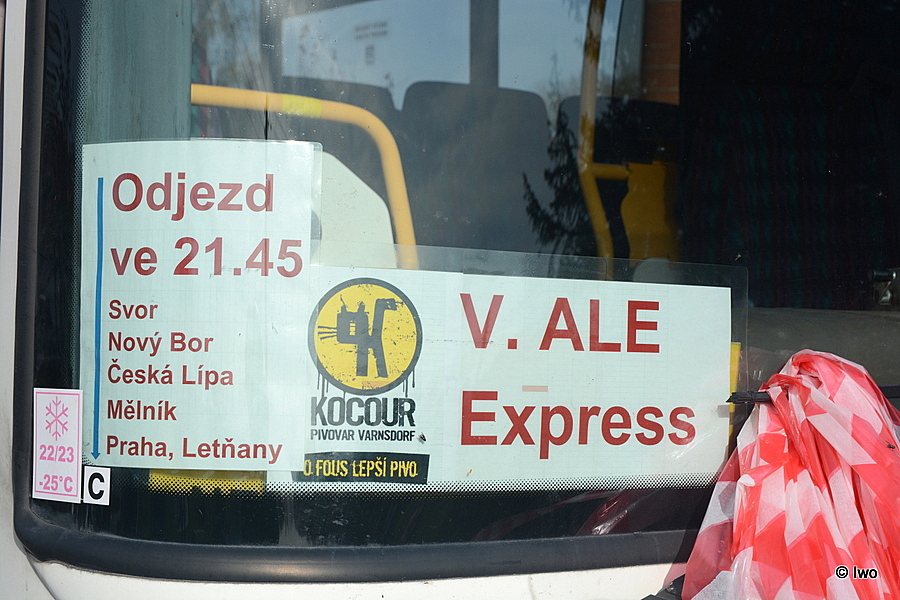 Odjezd
ve 21.45
Svor
Nový Bor
Česká Lípa
Mělník
Praha, Letňany
KOCOUR
PIVOVAR VARNSDORF
O FOUS LEPŠÍ PIVO
V. ALE
Express
22/23
-25°C
C
© Iwo